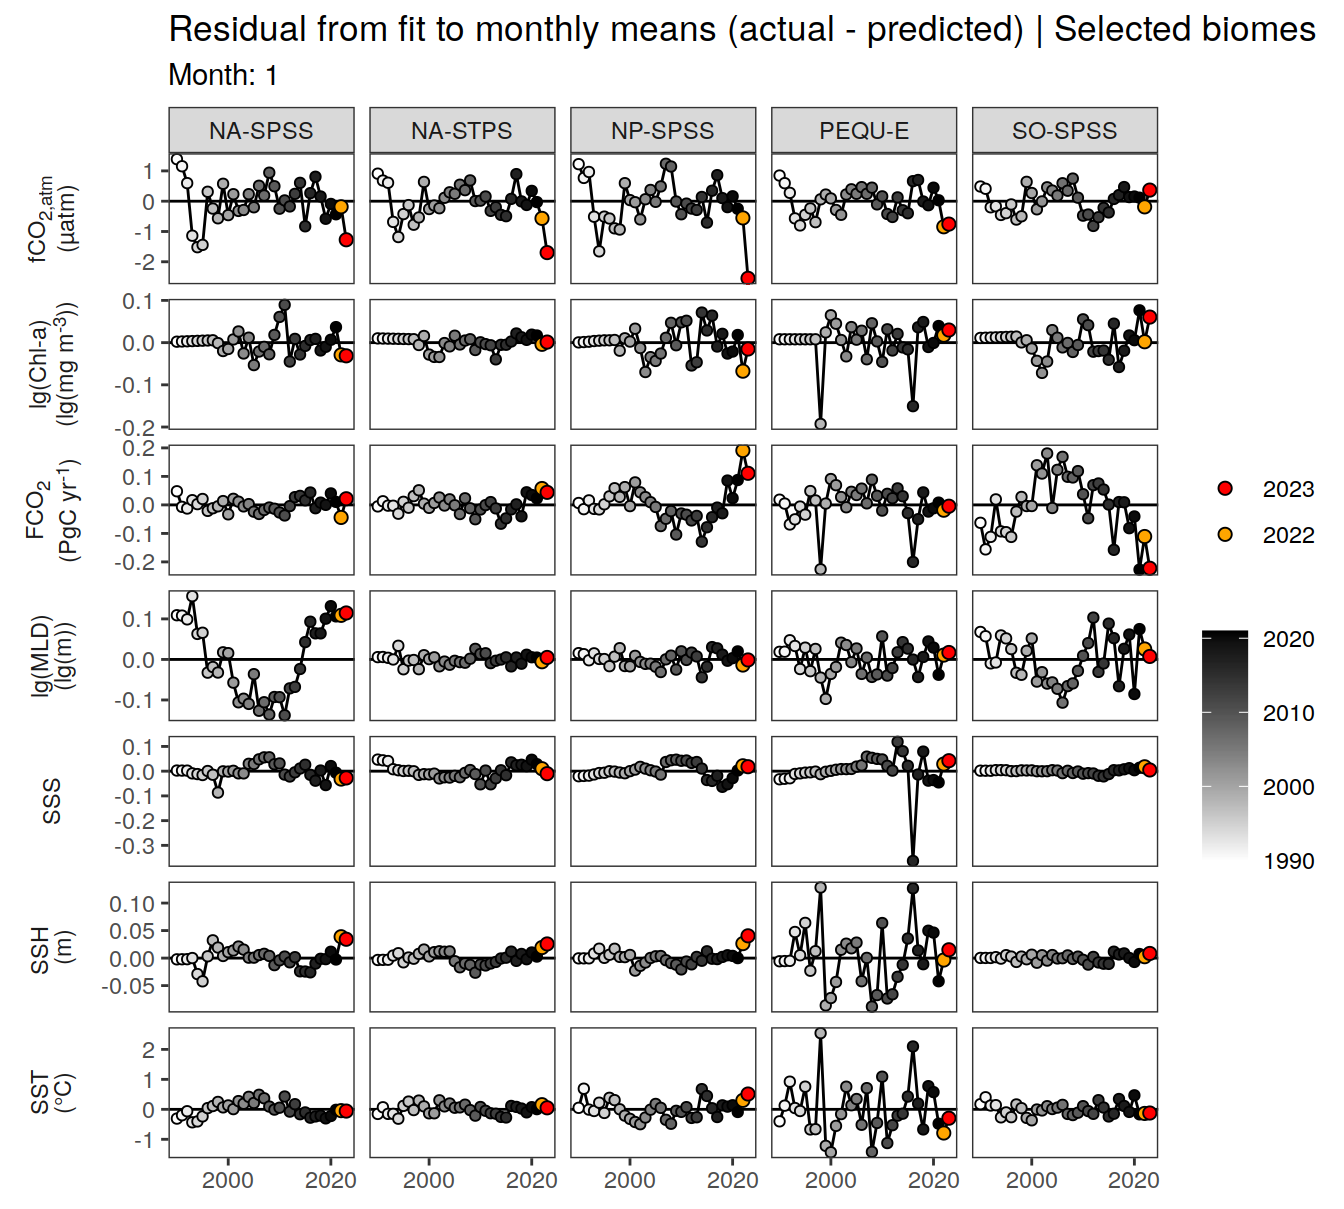 Residual from fit to monthly means (actual - predicted) | Selected biomes
Month: 1
NA-SPSS NA-STPS NP-SPSS PEQU-E SO-SPSS
fCO2,atm
(µatm)
1
0
-1
-2
lg(Chl-a)
(lg(mg m-3))
0.1
0.0
-0.1
-0.2
FCO2
(PgC yr-1)
0.2
0.1
0.0
-0.1
-0.2
lg(MLD)
(lg(m))
0.1
0.0
-0.1
SSS
0.1
0.0
-0.1
-0.2
-0.3
SSH
(m)
0.10
0.05
0.00
-0.05
SST
(°C)
2
1
0
-1
2000 2020 2000 2020 2000 2020 2000 2020 2000 2020
2023
2022
2020
2010
2000
1990